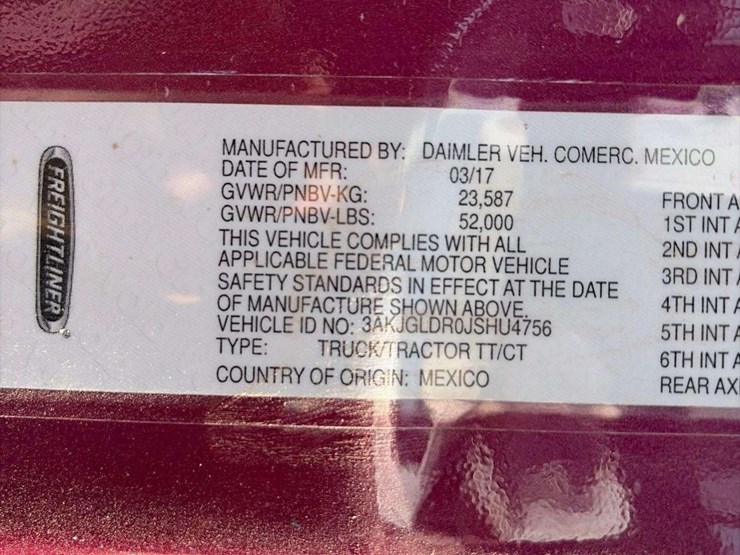 FREIGHTLINER
MANUFACTURED BY: DAIMLER VEH. COMERC. MEXICO
DATE OF MFR: 03/17
GVWR/PNBV-KG: 23,587
GVWR/PNBV-LBS: 52,000
THIS VEHICLE COMPLIES WITH ALL
APPLICABLE FEDERAL MOTOR VEHICLE
SAFETY STANDARDS IN EFFECT AT THE DATE
OF MANUFACTURE SHOWN ABOVE.
VEHICLE ID NO: 3AKJGLDR0JSHU4756
TYPE: TRUCK/TRACTOR TT/CT
COUNTRY OF ORIGIN: MEXICO
FRONT A
1ST INT A
2ND INT A
3RD INT A
4TH INT A
5TH INT A
6TH INT A
REAR AXI